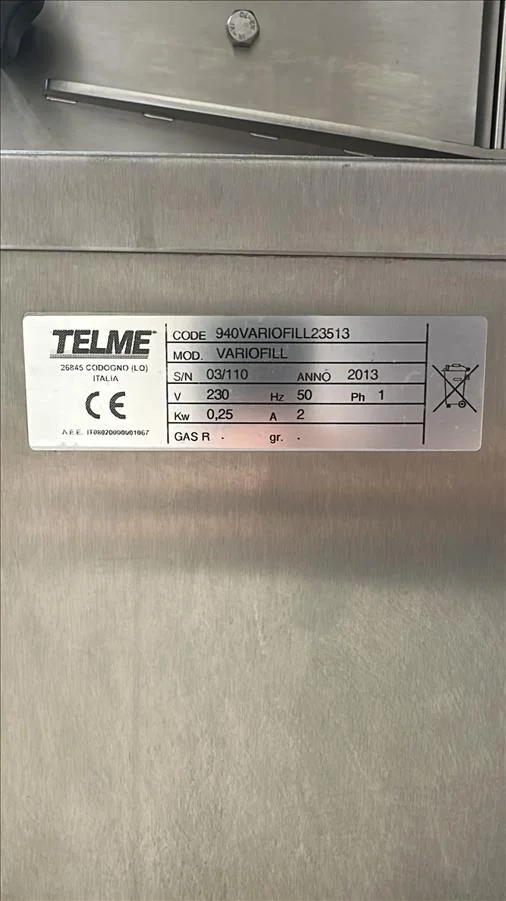 TELME
26845 CODOGNO (LO)
ITALIA
CE
CODE 940VARIOFILL23513
MOD. VARIOFILL
S/N 03/110 ANNO 2013
V 230 Hz 50 Ph 1
Kw 0,25 A 2
GAS R . gr. .